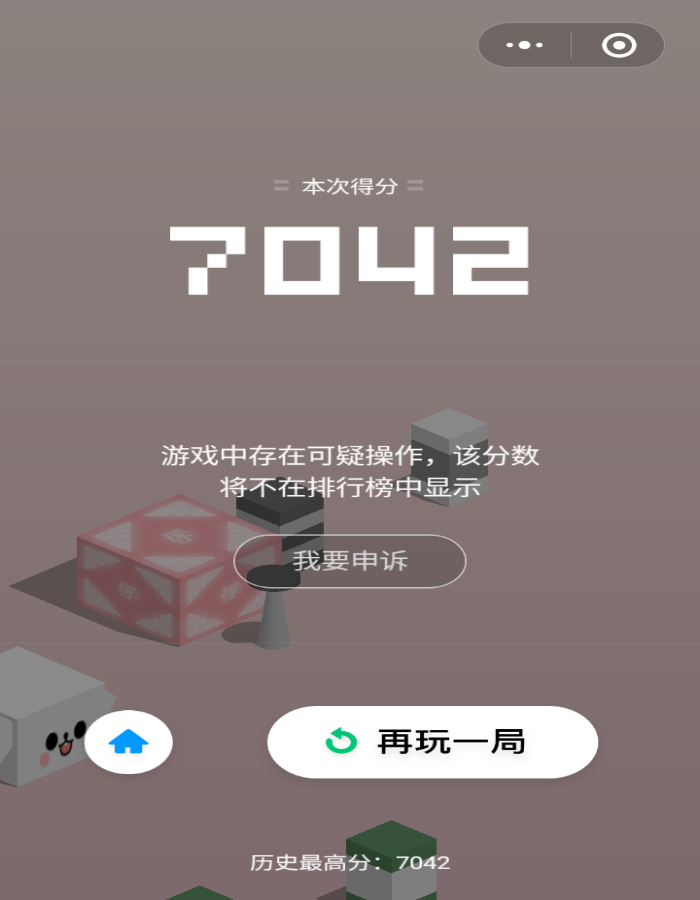 本次得分
7042
游戏中存在可疑操作，该分数
将不在排行榜中显示
我要申诉
再玩一局
历史最高分：7042